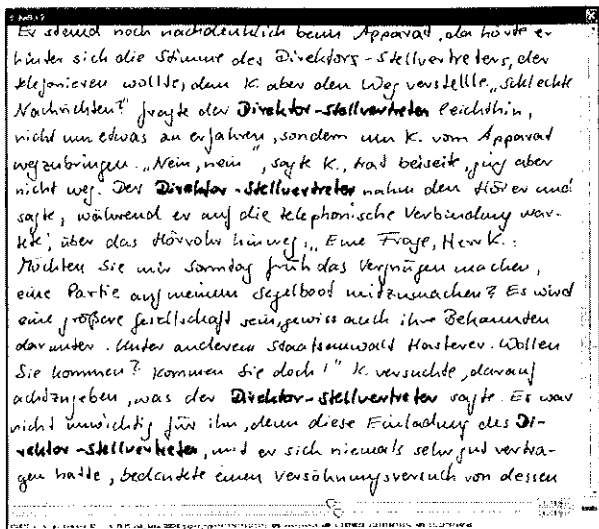 Er stand noch nachdenklich beim Apparat, da hörte er
hinter sich die Stimme des Direktors-Stellvertreters, der
telefonieren wollte, dem K. aber den Weg verstellte. „Schlechte
Nachrichten?" fragte der Direktor-Stellvertreter leichthin,
nicht um etwas zu erfahren, sondern um K. vom Apparat
wegzubringen. „Nein, nein", sagte K., trat beiseite, ging aber
nicht weg. Der Direktor-Stellvertreter nahm den Hörer und
sagte, während er auf die telephonische Verbindung war-
tete, über das Hörrohr hinweg: „Eine Frage, Herr K.:
Möchten Sie mir Sonntag früh das Vergnügen machen,
eine Partie auf meinem Segelboot mitzumachen? Es wird
eine größere Gesellschaft sein, gewiss auch ihre Bekannten
darunter. Unter anderem Staatsanwalt Hasterer. Wollen
Sie kommen? Kommen Sie doch!" K. versuchte, darauf
achtzugeben, was der Direktor-Stellvertreter sagte. Es war
nicht unwichtig für ihn, denn diese Einladung des Di-
rektor-Stellvertreter, mit er sich niemals sehr gut vertra-
gen hatte, bedeutete einen Versöhnungsversuch von dessen